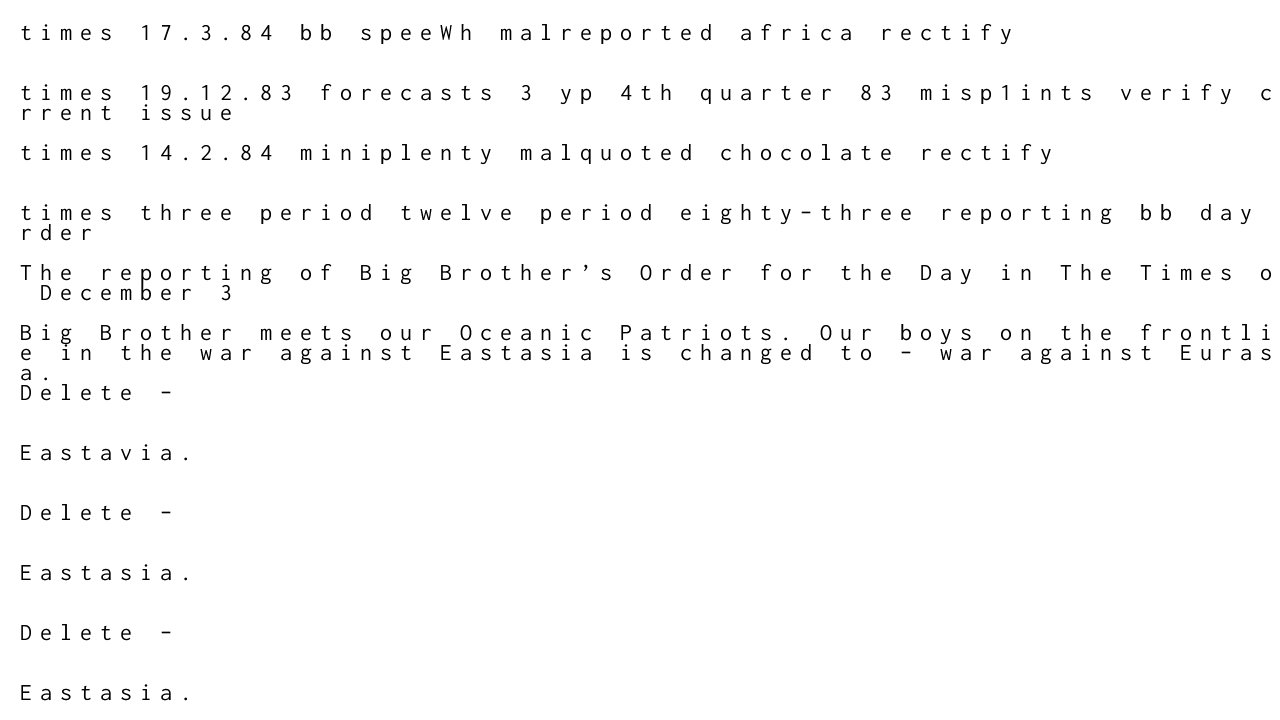 times 17.3.84 bb speeWh malreported africa rectify
times 19.12.83 forecasts 3 yp 4th quarter 83 misp1ints verify c
rrent issue
times 14.2.84 miniplenty malquoted chocolate rectify
times three period twelve period eighty-three reporting bb day
rder
The reporting of Big Brother’s Order for the Day in The Times o
December 3
Big Brother meets our Oceanic Patriots. Our boys on the frontli
e in the war against Eastasia is changed to - war against Euras
a.
Delete -
Eastavia.
Delete -
Eastasia.
Delete -
Eastasia.